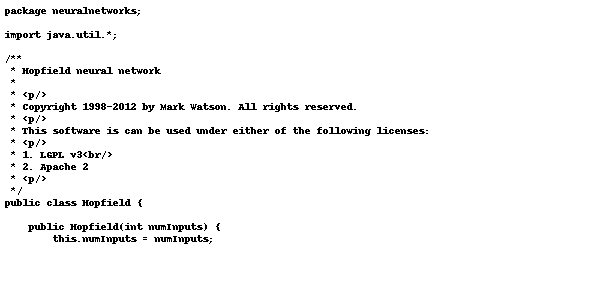 package neuralnetworks;
import java.util.*;
/**
 * Hopfield neural network
 *
 * <p/>
 * Copyright 1998-2012 by Mark Watson. All rights reserved.
 * <p/>
 * This software is can be used under either of the following licenses:
 * <p/>
 * 1. LGPL v3<br/>
 * 2. Apache 2
 * <p/>
 */
public class Hopfield {
    public Hopfield(int numInputs) {
        this.numInputs = numInputs;